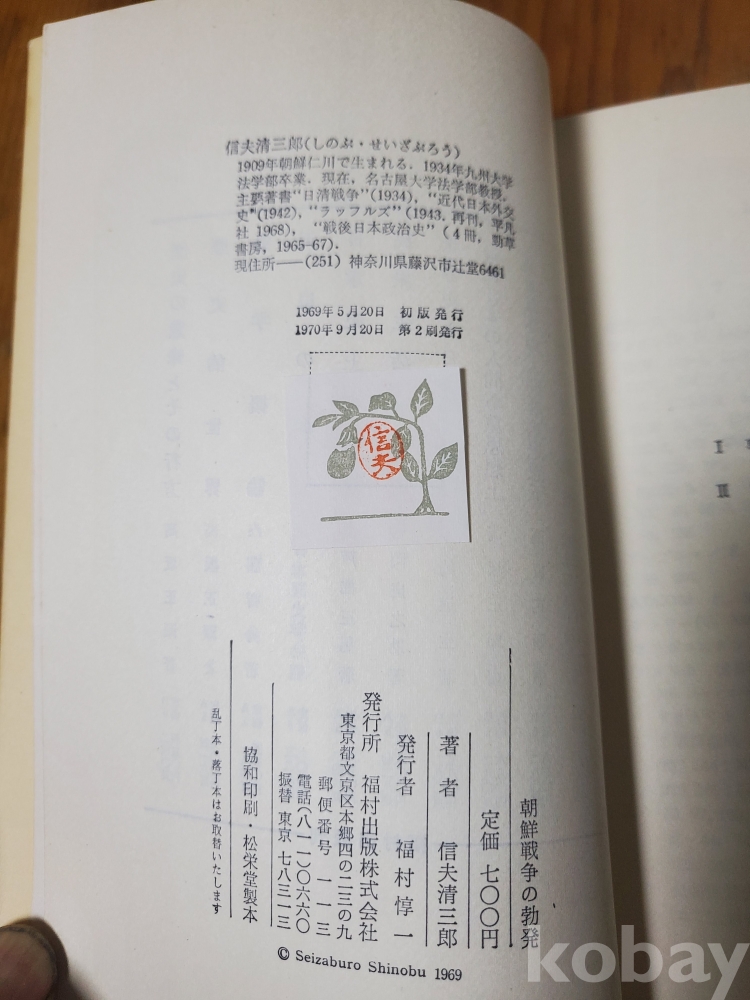 信夫清三郎(しのぶ・せいざぶろう)
1909年朝鮮仁川で生まれる．1934年九州大学
法学部卒業．現在，名古屋大学法学部教授．
主要著書“日清戦争”(1934)，“近代日本外交
史”(1942)，“ラッフルズ”(1943．再刊，平凡
社 1968)，“戦後日本政治史”（4冊，勁草
書房，1965-67)．
現住所――(251) 神奈川県藤沢市辻堂6461
1969年5月20日 初版発行
1970年9月20日 第2刷発行
信夫
朝鮮戦争の勃発
定価 七〇〇円
著者 信夫清三郎
発行者 福村惇一
発行所 福村出版株式会社
東京都文京区本郷四の二三の九
郵便番号 一一三
電話(八一一)〇六六〇
振替 東京 七八三一三
協和印刷・松栄堂製本
乱丁本・落丁本はお取替いたします
© Seizaburo Shinobu 1969
I
II
kobay